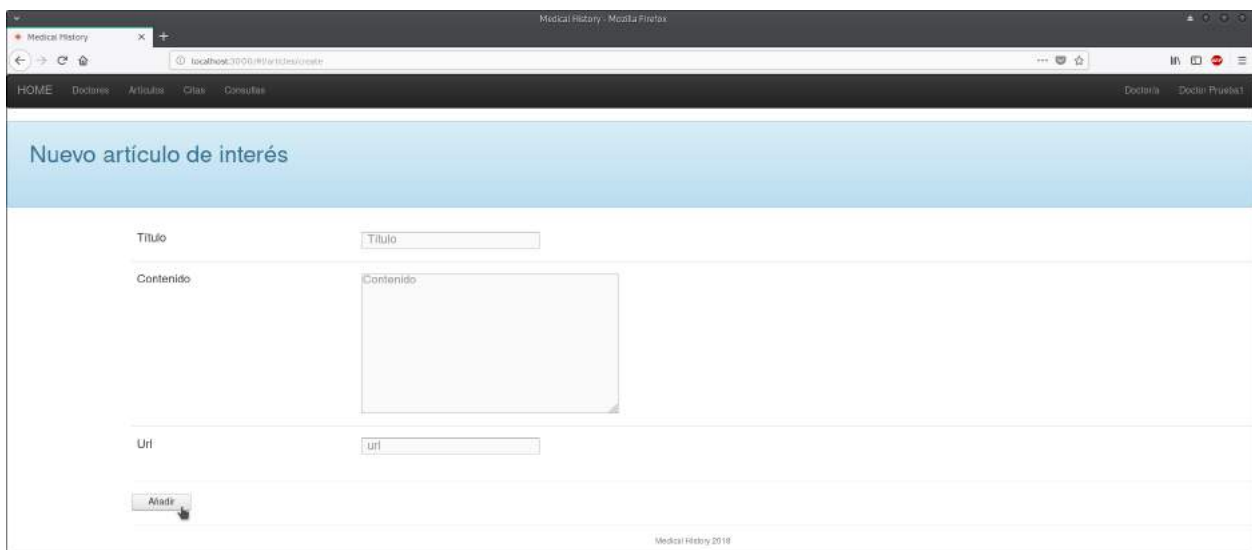 Medical History - Mozilla Firefox
Medical History
localhost:3000/#!/articles/create
HOME Doctores Artículos Citas Consultas Doctor/a Doctor Prueba1
Nuevo artículo de interés
Título Título
Contenido Contenido
Url url
Añadir
Medical History 2018